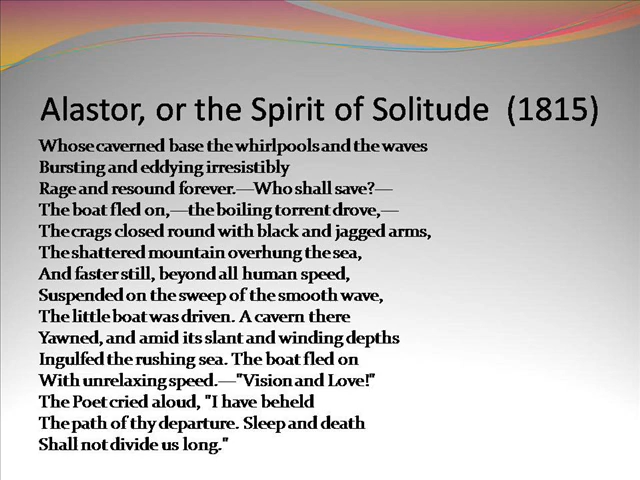 Alastor, or the Spirit of Solitude (1815)
Whose caverned base the whirlpools and the waves
Bursting and eddying irresistibly
Rage and resound forever.—Who shall save?—
The boat fled on,—the boiling torrent drove,—
The crags closed round with black and jagged arms,
The shattered mountain overhung the sea,
And faster still, beyond all human speed,
Suspended on the sweep of the smooth wave,
The little boat was driven. A cavern there
Yawned, and amid its slant and winding depths
Ingulfed the rushing sea. The boat fled on
With unrelaxing speed.—"Vision and Love!"
The Poet cried aloud, "I have beheld
The path of thy departure. Sleep and death
Shall not divide us long."